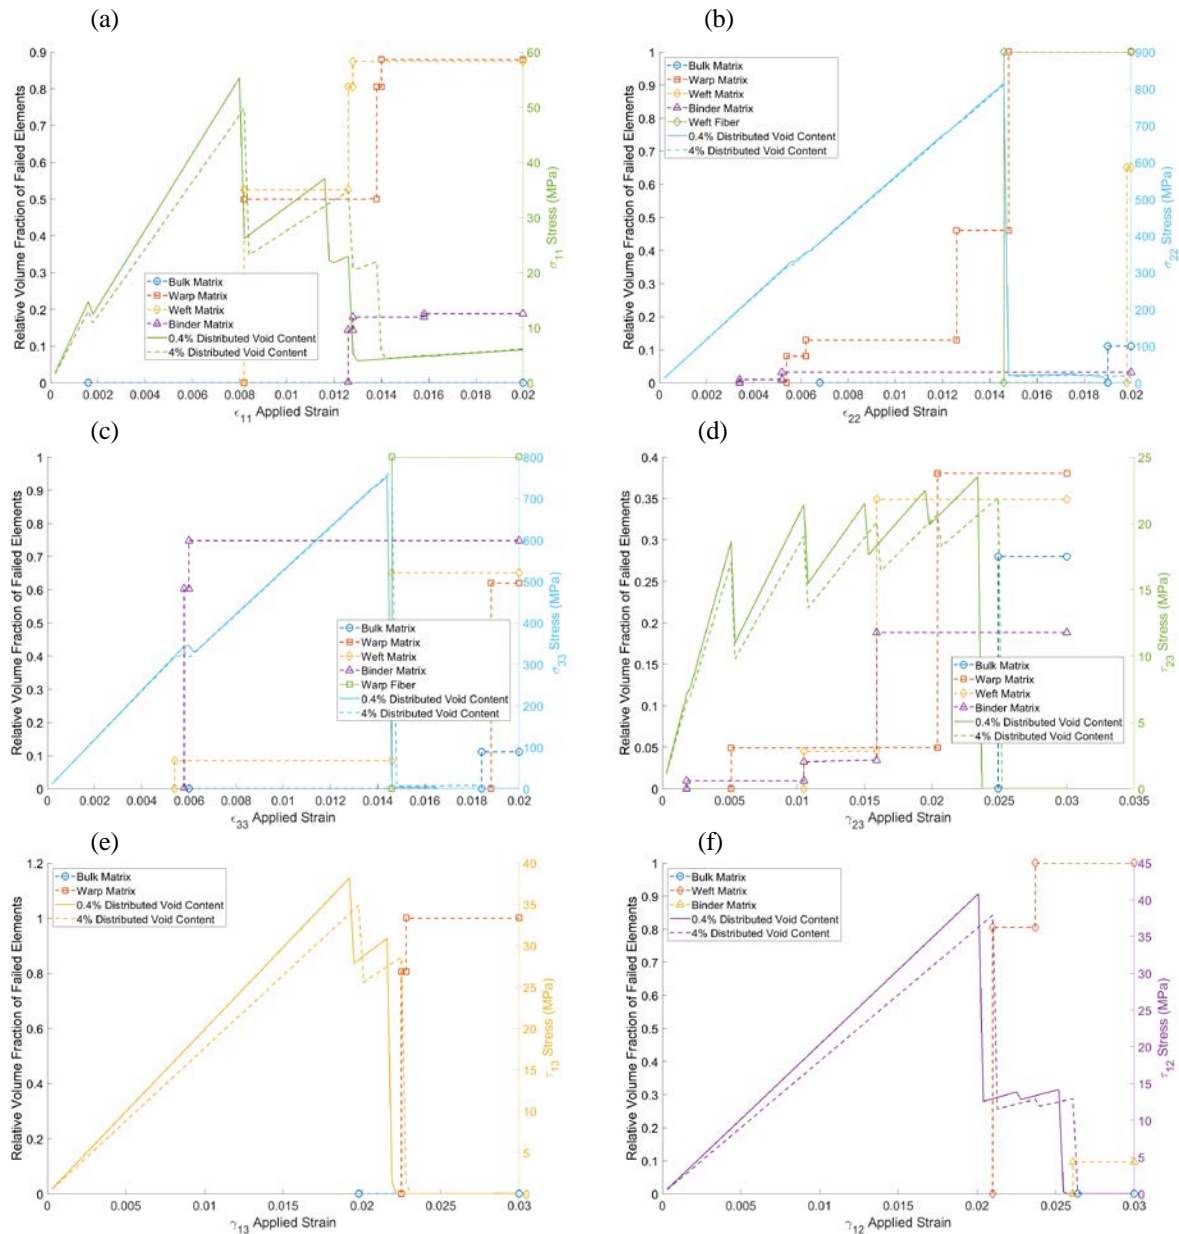 (a)
(b)
0.9
0.8
0.7
0.6
0.5
0.4
0.3
0.2
0.1
0
60
50
40
30
20
10
0
0 0.002 0.004 0.006 0.008 0.01 0.012 0.014 0.016 0.018 0.02
Relative Volume Fraction of Failed Elements
σ11 Stress (MPa)
ϵ11 Applied Strain
Bulk Matrix
Warp Matrix
Weft Matrix
Binder Matrix
0.4% Distributed Void Content
4% Distributed Void Content
1
0.9
0.8
0.7
0.6
0.5
0.4
0.3
0.2
0.1
0
900
800
700
600
500
400
300
200
100
0
0 0.002 0.004 0.006 0.008 0.01 0.012 0.014 0.016 0.018 0.02
Relative Volume Fraction of Failed Elements
σ22 Stress (MPa)
ϵ22 Applied Strain
Bulk Matrix
Warp Matrix
Weft Matrix
Binder Matrix
Weft Fiber
0.4% Distributed Void Content
4% Distributed Void Content
(c)
(d)
1
0.9
0.8
0.7
0.6
0.5
0.4
0.3
0.2
0.1
0
800
700
600
500
400
300
200
100
0
0 0.002 0.004 0.006 0.008 0.01 0.012 0.014 0.016 0.018 0.02
Relative Volume Fraction of Failed Elements
σ33 Stress (MPa)
ϵ33 Applied Strain
Bulk Matrix
Warp Matrix
Weft Matrix
Binder Matrix
Warp Fiber
0.4% Distributed Void Content
4% Distributed Void Content
0.4
0.35
0.3
0.25
0.2
0.15
0.1
0.05
0
25
20
15
10
5
0
0 0.005 0.01 0.015 0.02 0.025 0.03 0.035
Relative Volume Fraction of Failed Elements
τ23 Stress (MPa)
γ23 Applied Strain
Bulk Matrix
Warp Matrix
Weft Matrix
Binder Matrix
0.4% Distributed Void Content
4% Distributed Void Content
(e)
(f)
1.2
1
0.8
0.6
0.4
0.2
0
40
35
30
25
20
15
10
5
0
0 0.005 0.01 0.015 0.02 0.025 0.03
Relative Volume Fraction of Failed Elements
τ13 Stress (MPa)
γ13 Applied Strain
Bulk Matrix
Warp Matrix
0.4% Distributed Void Content
4% Distributed Void Content
1
0.9
0.8
0.7
0.6
0.5
0.4
0.3
0.2
0.1
0
45
40
35
30
25
20
15
10
5
0
0 0.005 0.01 0.015 0.02 0.025 0.03
Relative Volume Fraction of Failed Elements
τ12 Stress (MPa)
γ12 Applied Strain
Bulk Matrix
Weft Matrix
Binder Matrix
0.4% Distributed Void Content
4% Distributed Void Content